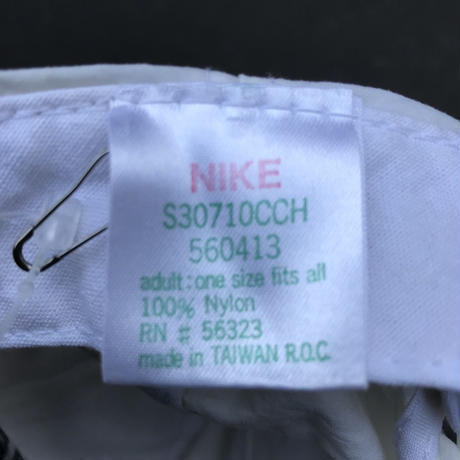 NIKE
S30710CCH
560413
adult : one size fits all
100% Nylon
RN # 56323
made in TAIWAN R.O.C.